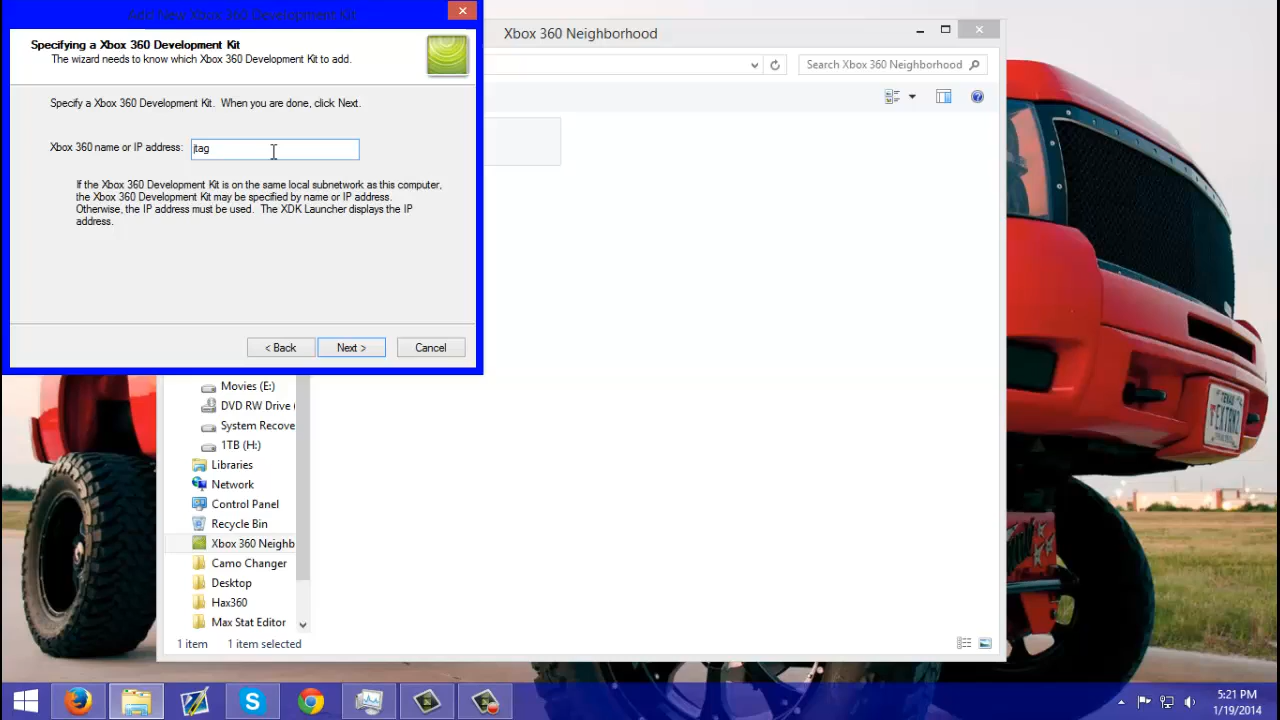 Add New Xbox 360 Development Kit
Specifying a Xbox 360 Development Kit
The wizard needs to know which Xbox 360 Development Kit to add.
Specify a Xbox 360 Development Kit. When you are done, click Next.
Xbox 360 name or IP address: jtag
If the Xbox 360 Development Kit is on the same local subnetwork as this computer,
the Xbox 360 Development Kit may be specified by name or IP address.
Otherwise, the IP address must be used. The XDK Launcher displays the IP
address.
< Back Next > Cancel
Xbox 360 Neighborhood
Search Xbox 360 Neighborhood
Movies (E:)
DVD RW Drive (
System Recove
1TB (H:)
Libraries
Network
Control Panel
Recycle Bin
Xbox 360 Neighb
Camo Changer
Desktop
Hax360
Max Stat Editor
1 item 1 item selected
TEXAS
EXTRM2
5:21 PM
1/19/2014